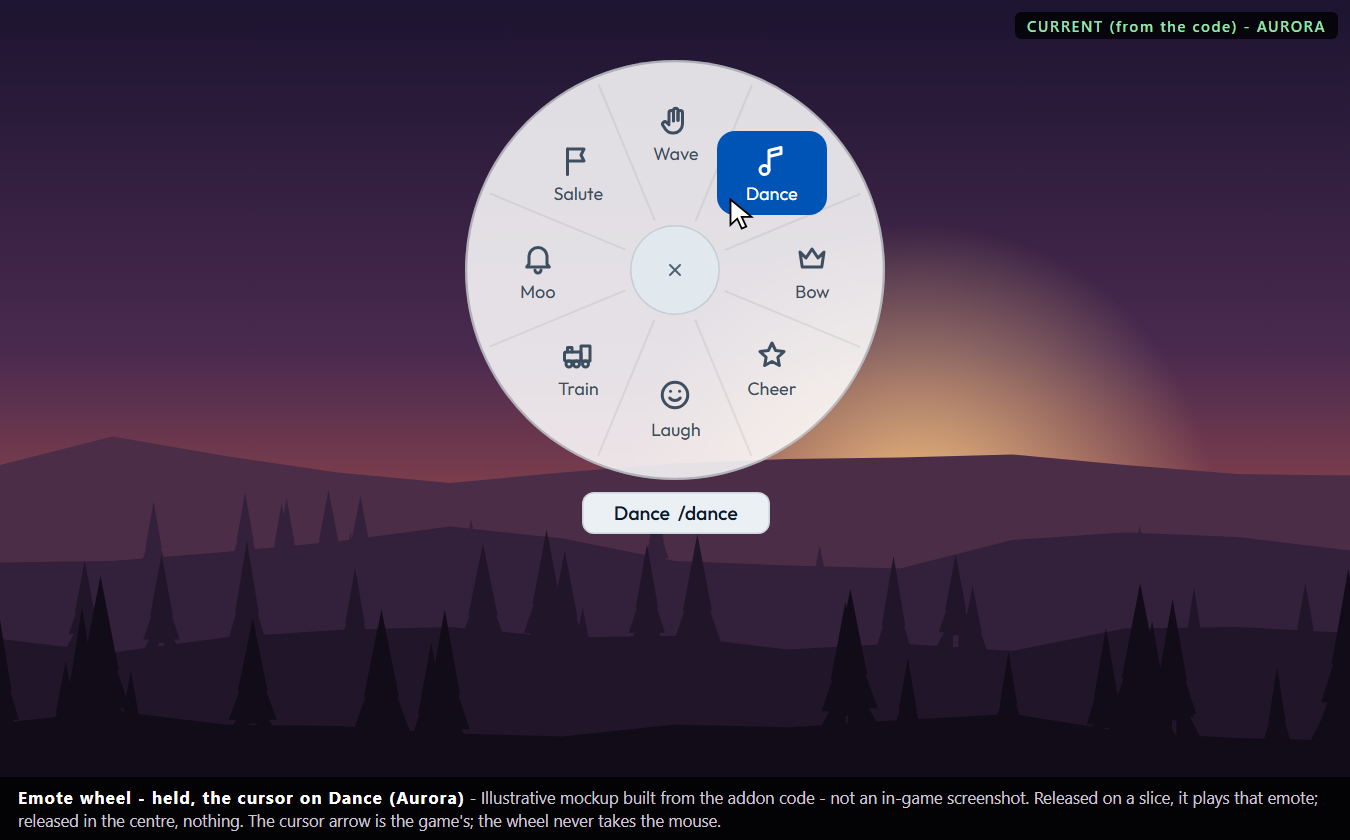 CURRENT (from the code) - AURORA
Wave
Salute
Dance
Moo
×
Bow
Train
Cheer
Laugh
Dance /dance
Emote wheel - held, the cursor on Dance (Aurora) - Illustrative mockup built from the addon code - not an in-game screenshot. Released on a slice, it plays that emote;
released in the centre, nothing. The cursor arrow is the game's; the wheel never takes the mouse.